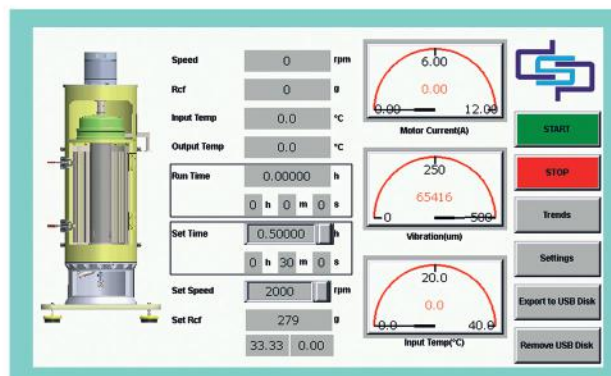 Speed 0 rpm
Rcf 0 g
Input Temp 0.0 °C
Output Temp 0.0 °C
Run Time 0.00000 h
0 h 0 m 0 s
Set Time 0.50000 h
0 h 30 m 0 s
Set Speed 2000 rpm
Set Rcf 279 g
33.33 0.00
6.00
0.00
0.00 12.00
Motor Current(A)
250
65416
0 500
Vibration(um)
20.0
0.0
0.0 40.0
Input Temp(°C)
START
STOP
Trends
Settings
Export to USB Disk
Remove USB Disk